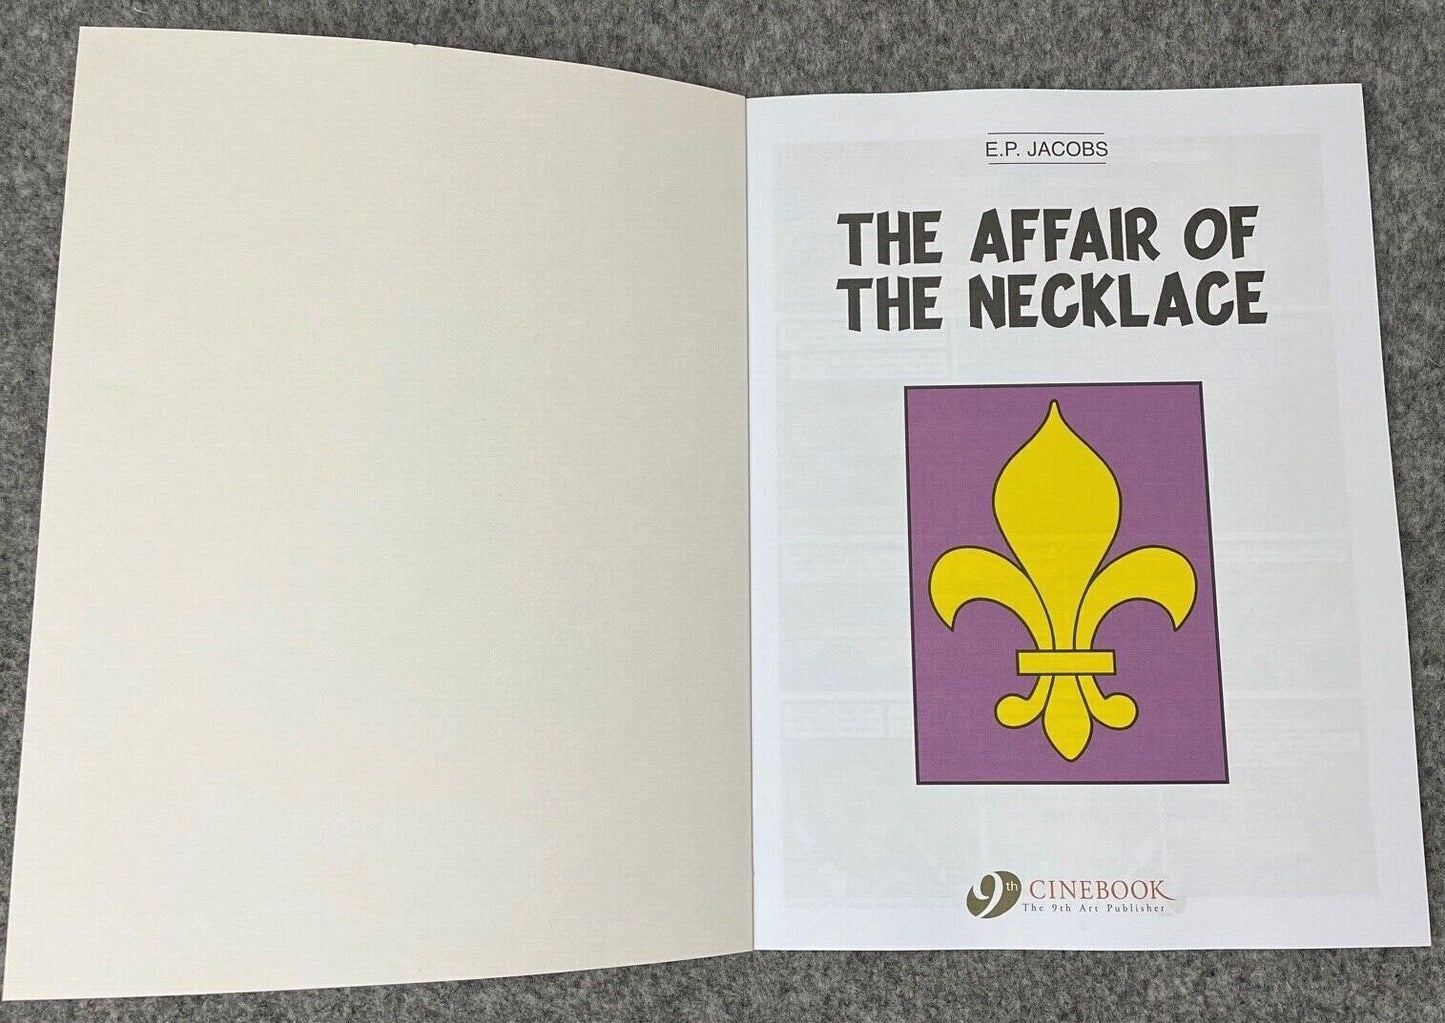 E.P. JACOBS
THE AFFAIR OF
THE NECKLACE
9th CINEBOOK
The 9th Art Publisher